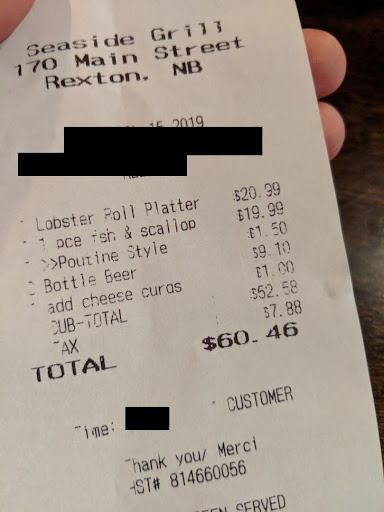 Seaside Grill
170 Main Street
Rexton, NB
15 2019
Lobster Roll Platter $20.99
1 pce fsh & scallop $19.99
>>Poutine Style $1.50
Bottle Beer $9.10
add cheese curds $1.00
SUB-TOTAL $52.58
TAX $7.88
TOTAL $60.46
CUSTOMER
Time:
Thank you/ Merci
HST# 814660056
SERVED